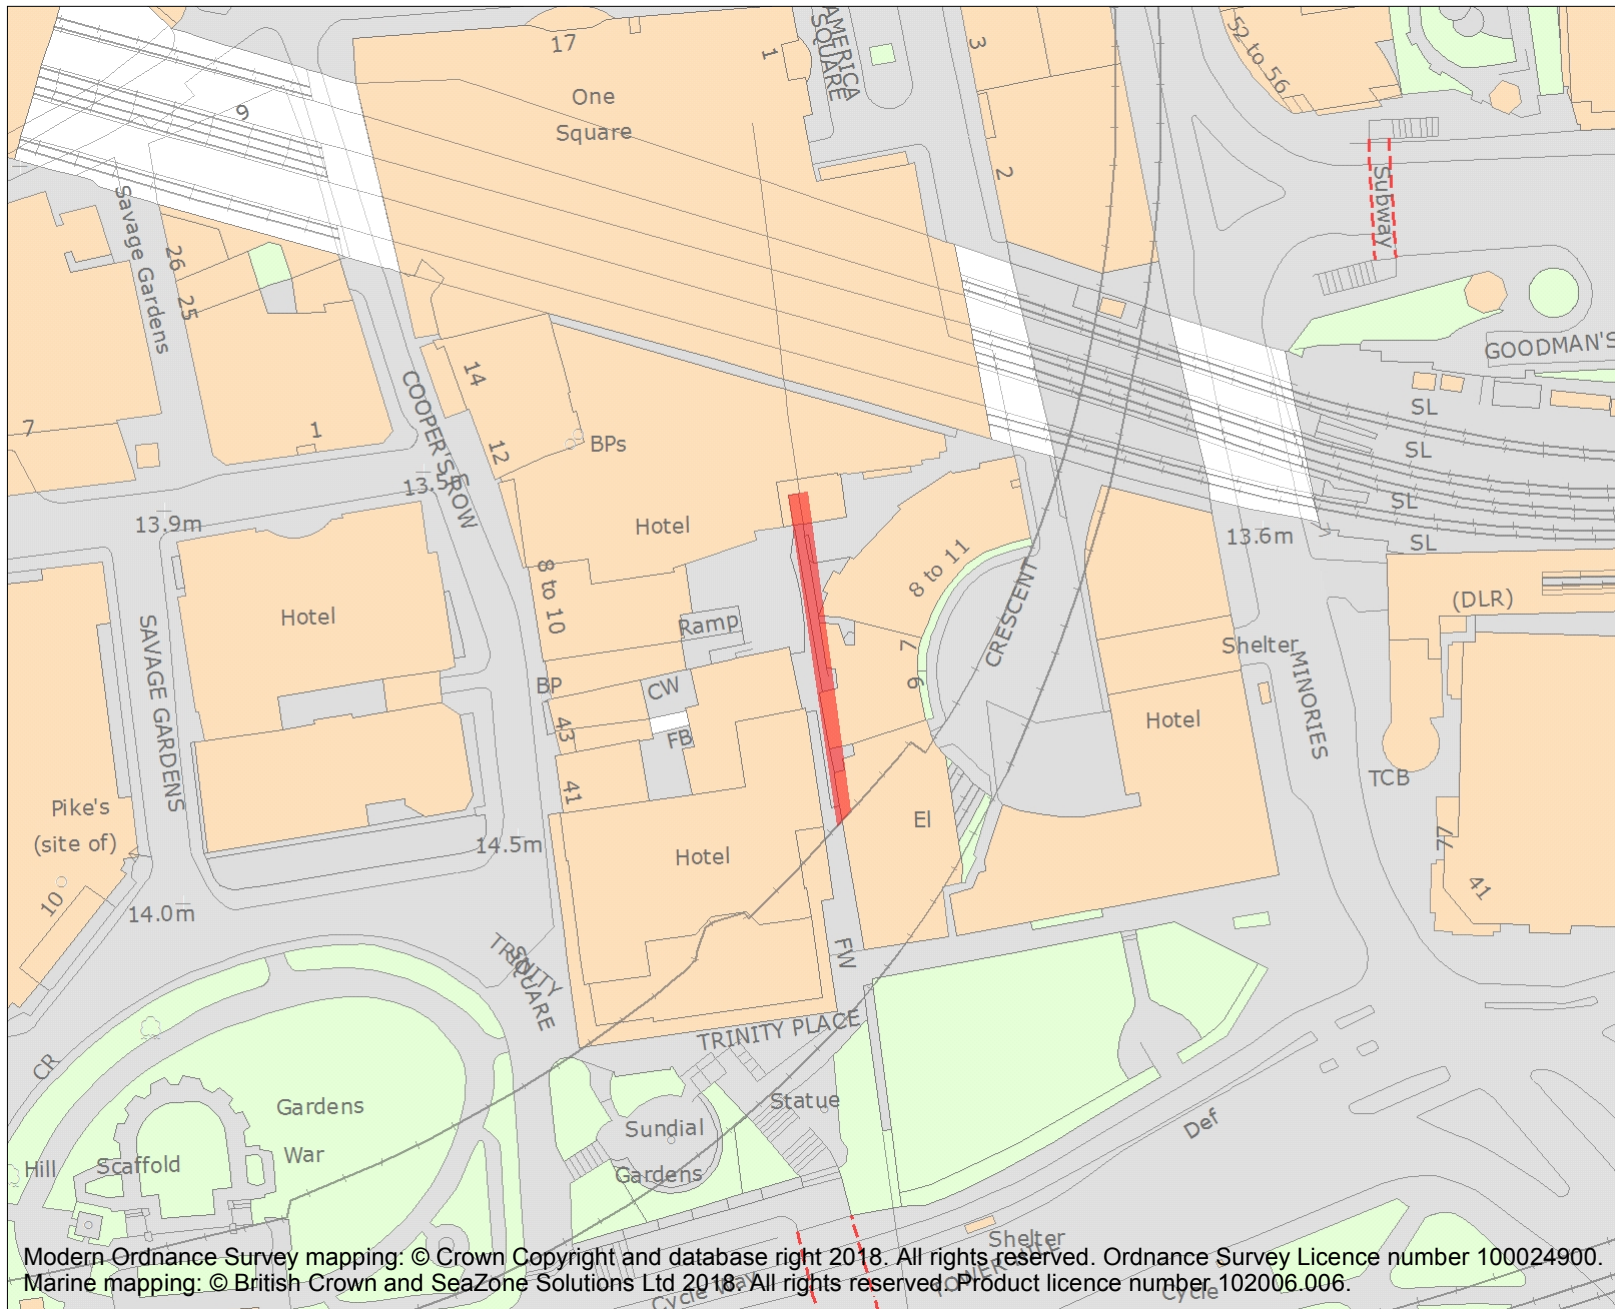 17
1
AMERICA
SQUARE
3
52 to 56
One
Square
9
2
Subway
Savage Gardens
26
25
GOODMAN'S
14
SL
7
1
COOPER'S ROW
12
BPs
SL
13.5m
SL
13.9m
Hotel
13.6m
SL
8 to 11
8 to 10
CRESCENT
(DLR)
Hotel
Ramp
SAVAGE GARDENS
7
Shelter
MINORIES
BP
CW
6
43
FB
Hotel
41
TCB
Pike's
(site of)
El
77
14.5m
Hotel
10
14.0m
41
TRINITY
SQUARE
FW
TRINITY PLACE
CR
Gardens
Statue
Sundial
Def
War
Hill
Scaffold
Gardens
Shelter
TOWER HILL
Cycle Way
Cycle
Modern Ordnance Survey mapping: © Crown Copyright and database right 2018. All rights reserved. Ordnance Survey Licence number 100024900.
Marine mapping: © British Crown and SeaZone Solutions Ltd 2018. All rights reserved. Product licence number 102006.006.